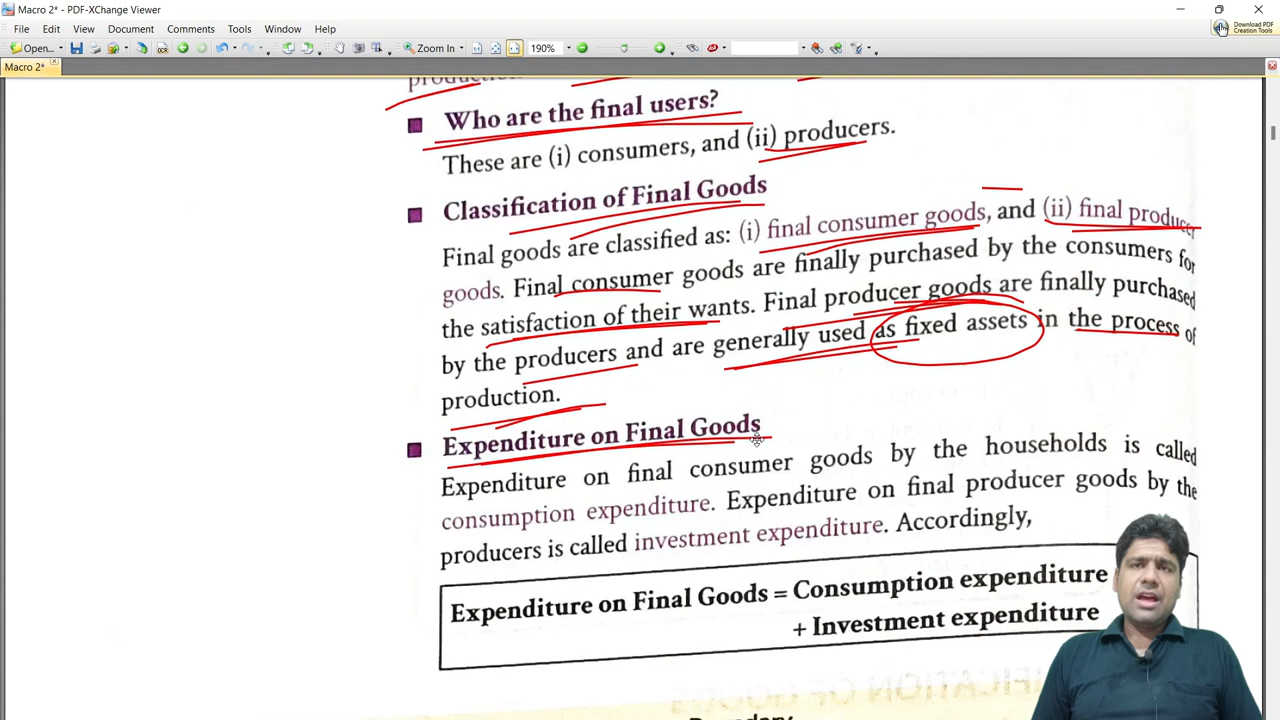 Macro 2* - PDF-XChange Viewer
File Edit View Document Comments Tools Window Help
Open... Zoom In 190%
Download PDF
Creation Tools
Macro 2*
Who are the final users?
These are (i) consumers, and (ii) producers.
Classification of Final Goods
Final goods are classified as: (i) final consumer goods, and (ii) final producer
goods. Final consumer goods are finally purchased by the consumers for
the satisfaction of their wants. Final producer goods are finally purchased
by the producers and are generally used as fixed assets in the process of
production.
Expenditure on Final Goods
Expenditure on final consumer goods by the households is called
consumption expenditure. Expenditure on final producer goods by the
producers is called investment expenditure. Accordingly,
Expenditure on Final Goods = Consumption expenditure
+ Investment expenditure